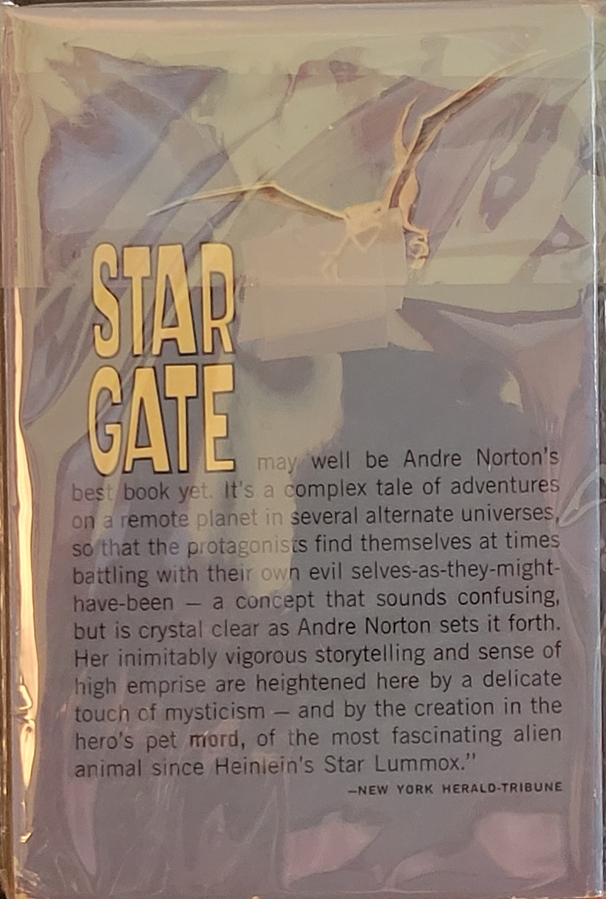 STAR
GATE
may well be Andre Norton's
best book yet. It's a complex tale of adventures
on a remote planet in several alternate universes,
so that the protagonists find themselves at times
battling with their own evil selves-as-they-might-
have-been — a concept that sounds confusing,
but is crystal clear as Andre Norton sets it forth.
Her inimitably vigorous storytelling and sense of
high emprise are heightened here by a delicate
touch of mysticism — and by the creation in the
hero's pet mord, of the most fascinating alien
animal since Heinlein's Star Lummox."
—NEW YORK HERALD-TRIBUNE